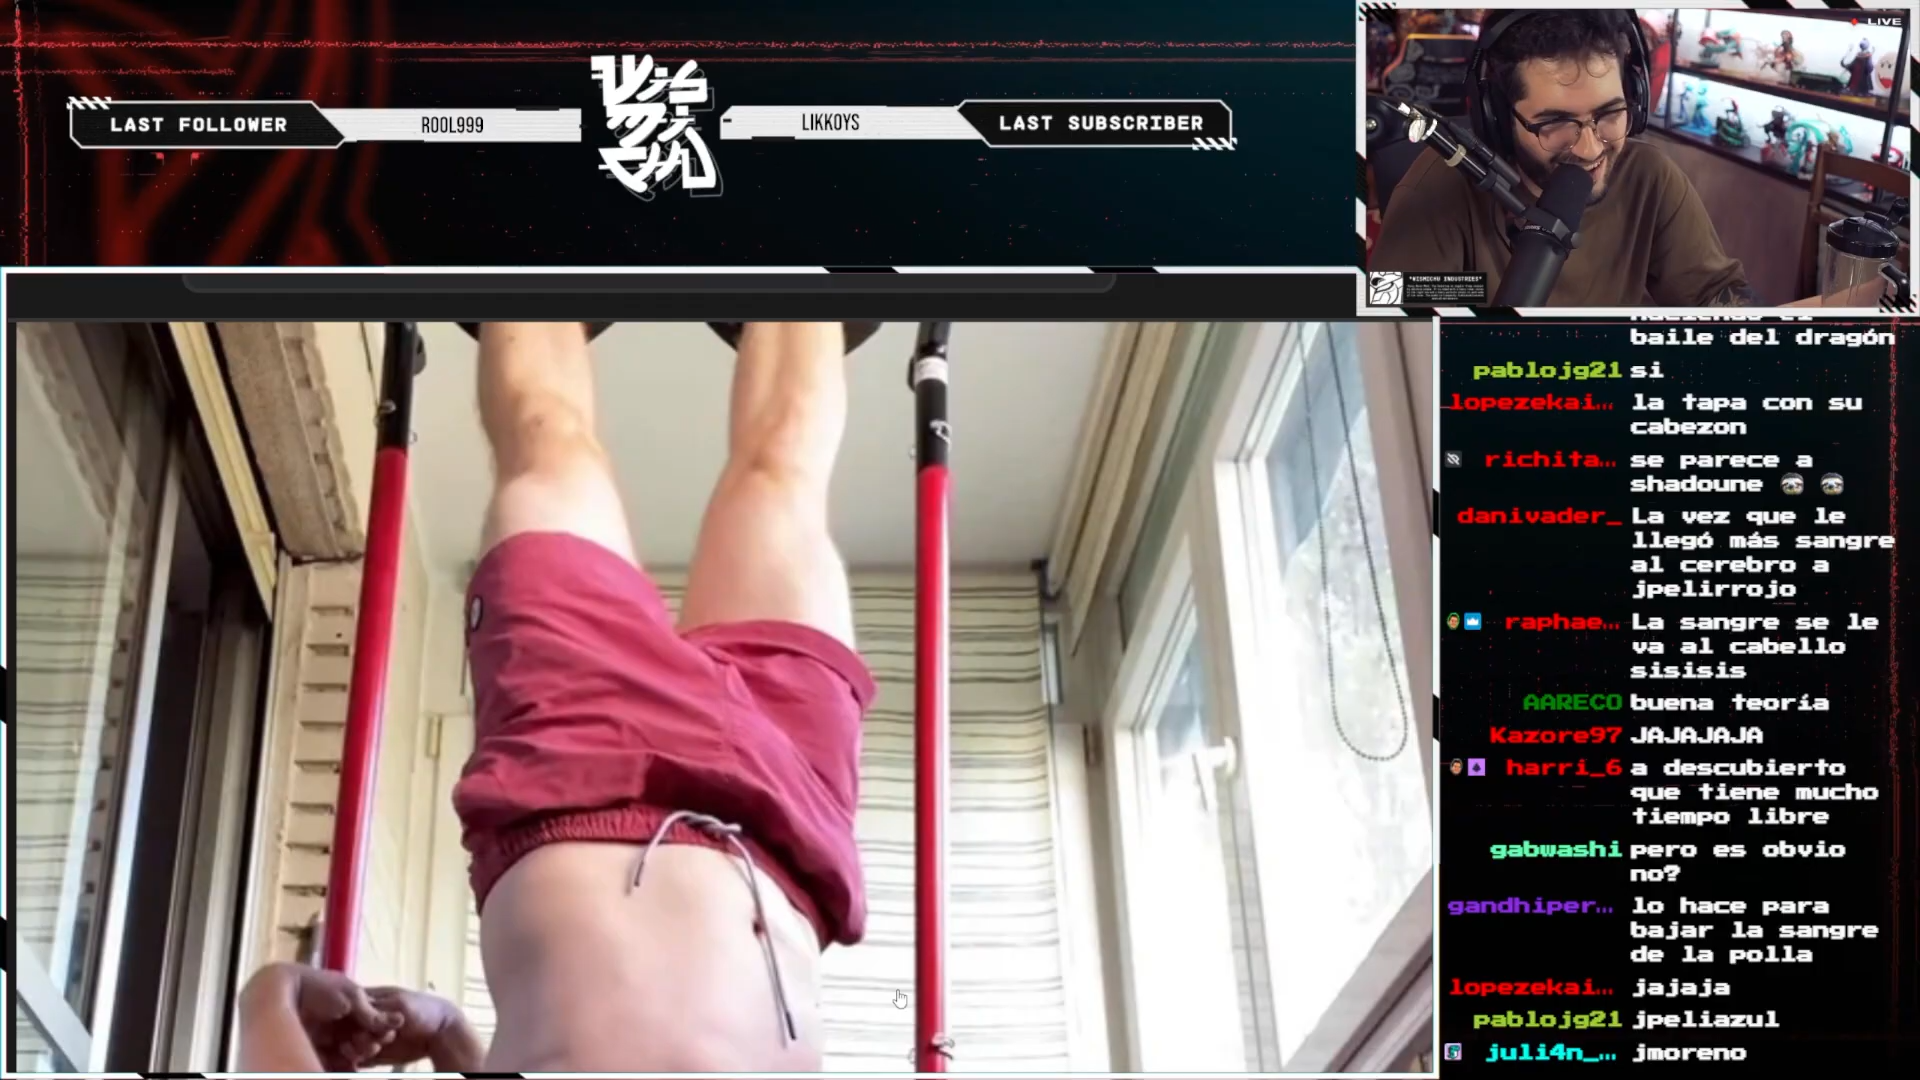 LIVE
LAST FOLLOWER
ROOL999
LIKKOYS
LAST SUBSCRIBER
"WISMICHU INDUSTRIES"
baile del dragón
pablojg21 si
lopezekai… la tapa con su
cabezon
richita… se parece a
shadoune
danivader_ La vez que le
llegó más sangre
al cerebro a
jpelirrojo
raphae… La sangre se le
va al cabello
sisisis
AARECO buena teoría
Kazore97 JAJAJAJA
harri_6 a descubierto
que tiene mucho
tiempo libre
gabwashi pero es obvio
no?
gandhiper… lo hace para
bajar la sangre
de la polla
lopezekai… jajaja
pablojg21 jpeliazul
juli4n_… jmoreno